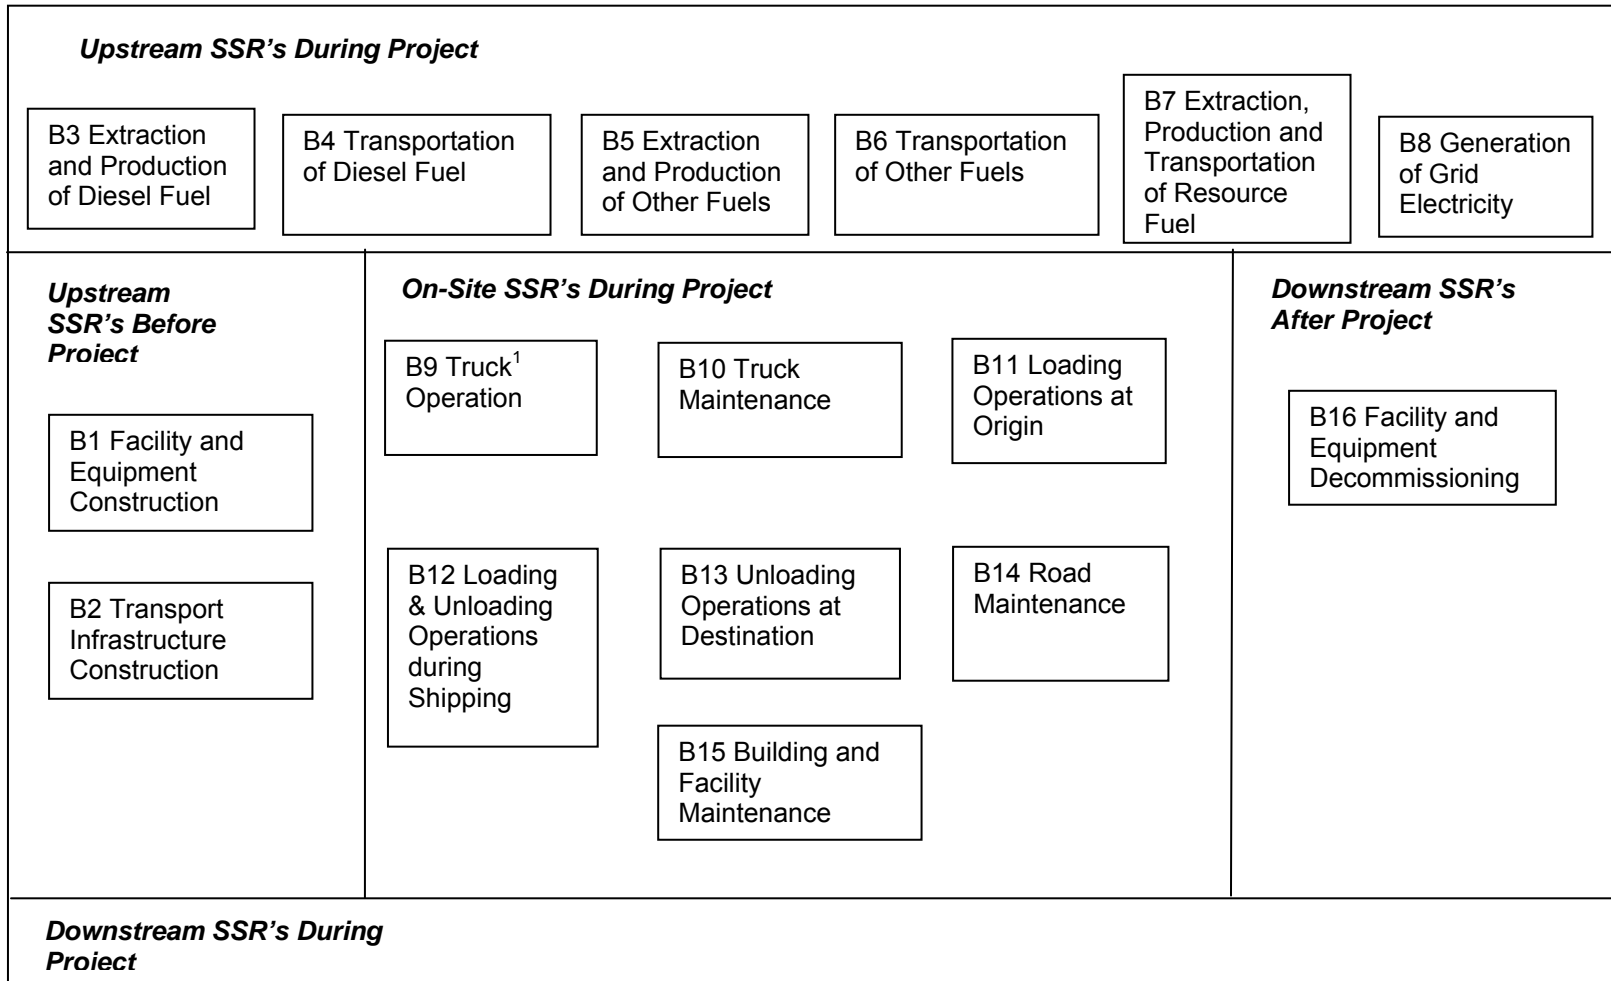 Upstream SSR's During Project
B3 Extraction
and Production
of Diesel Fuel
B4 Transportation
of Diesel Fuel
B5 Extraction
and Production
of Other Fuels
B6 Transportation
of Other Fuels
B7 Extraction,
Production and
Transportation
of Resource
Fuel
B8 Generation
of Grid
Electricity
Upstream
SSR's Before
Project
B1 Facility and
Equipment
Construction
B2 Transport
Infrastructure
Construction
On-Site SSR's During Project
B9 Truck¹
Operation
B10 Truck
Maintenance
B11 Loading
Operations at
Origin
B12 Loading
& Unloading
Operations
during
Shipping
B13 Unloading
Operations at
Destination
B14 Road
Maintenance
B15 Building and
Facility
Maintenance
Downstream SSR's
After Project
B16 Facility and
Equipment
Decommissioning
Downstream SSR's During
Project